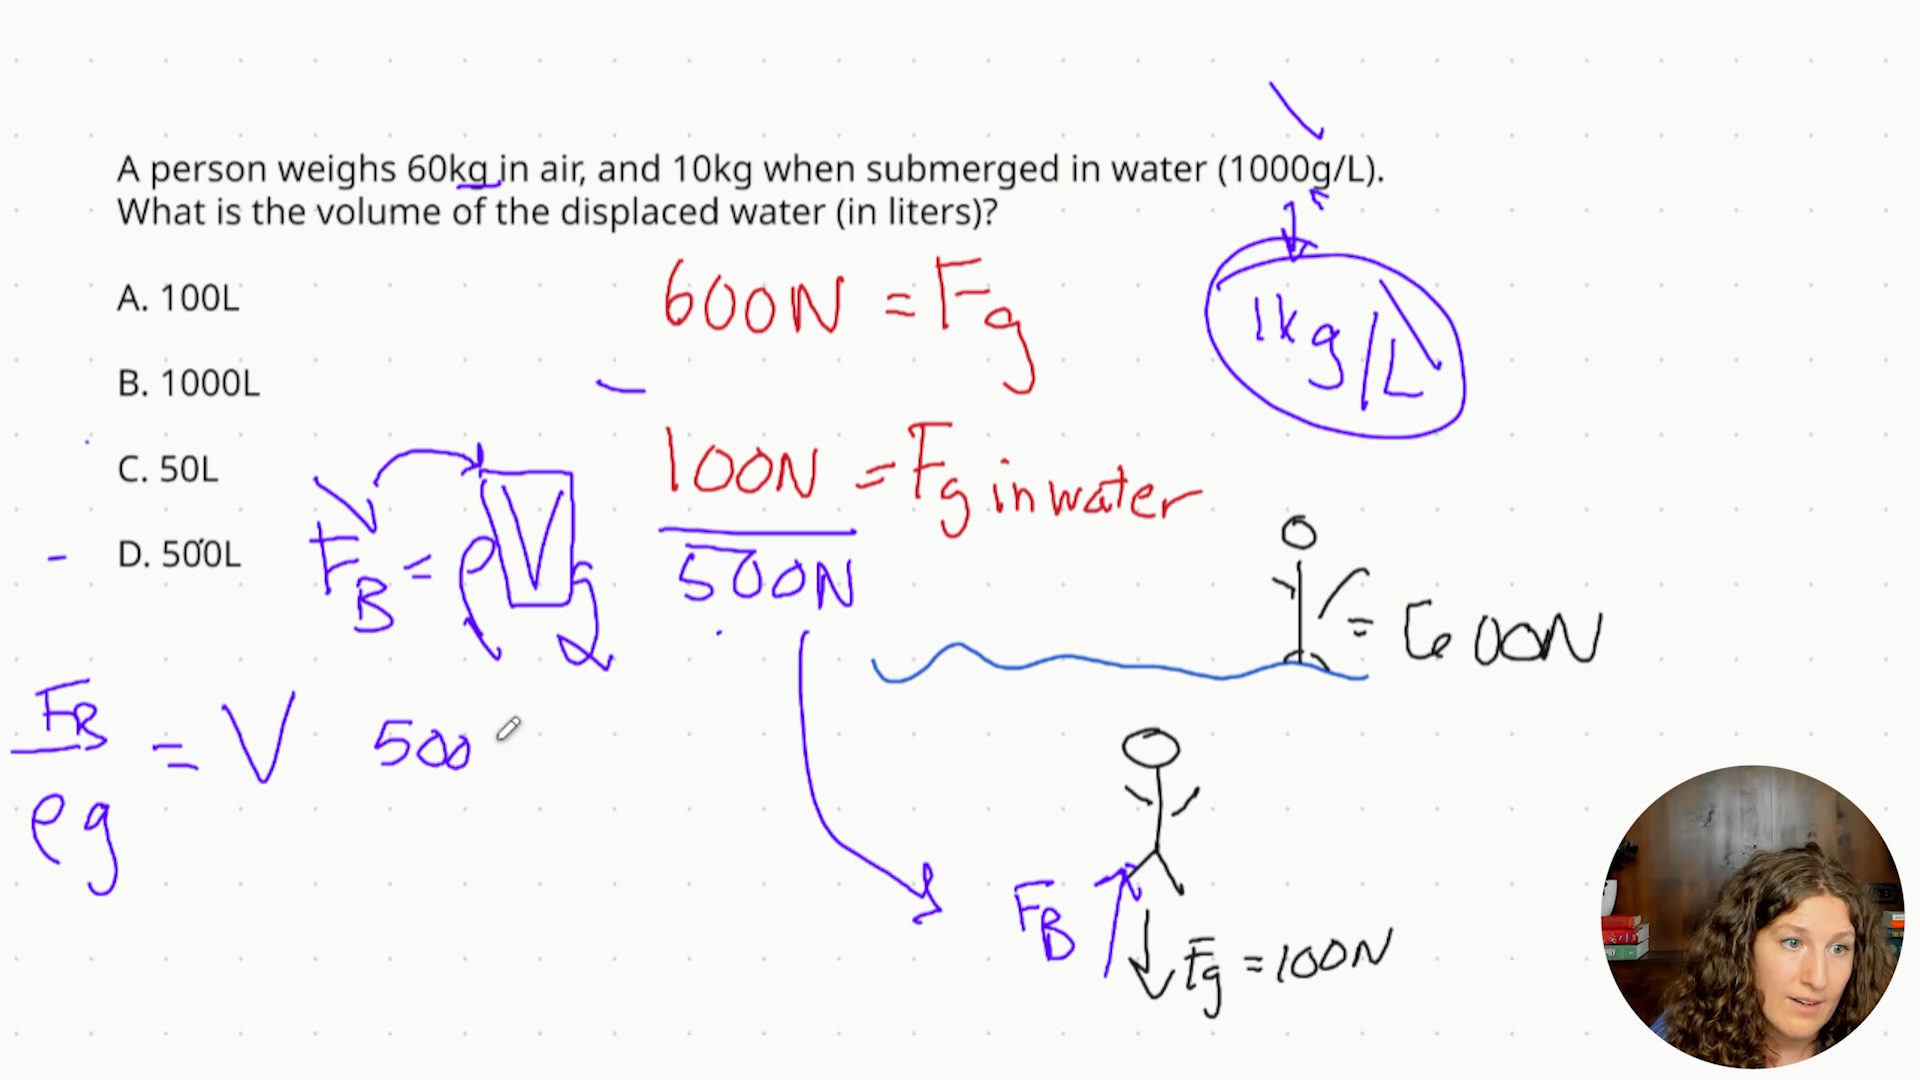 A person weighs 60kg in air, and 10kg when submerged in water (1000g/L).
What is the volume of the displaced water (in liters)?
A. 100L
B. 1000L
C. 50L
D. 500L
600N = Fg
1kg/L
100N = Fg in water
500N
FB = ρVg
= 600N
FB
ρg
= V
500
FB
Fg = 100N